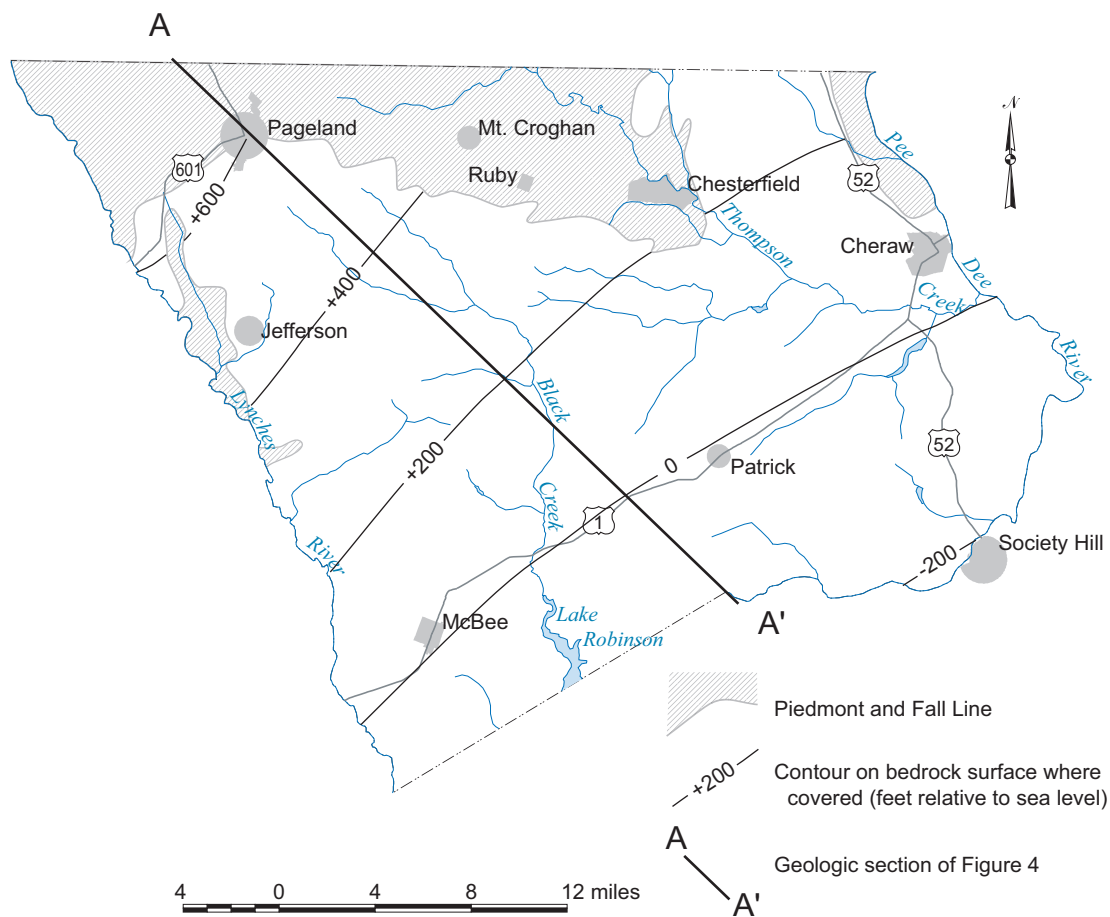 A
N
Pageland
Mt. Croghan
Pee
601
Ruby
52
Chesterfield
+600
Thompson
Cheraw
Dee
+400
Creek
Jefferson
River
Black
Lynches
+200
0
52
Patrick
Creek
1
River
Society Hill
-200
A'
McBee
Lake
Robinson
Piedmont and Fall Line
+200
Contour on bedrock surface where
covered (feet relative to sea level)
A
Geologic section of Figure 4
A'
4 0 4 8 12 miles